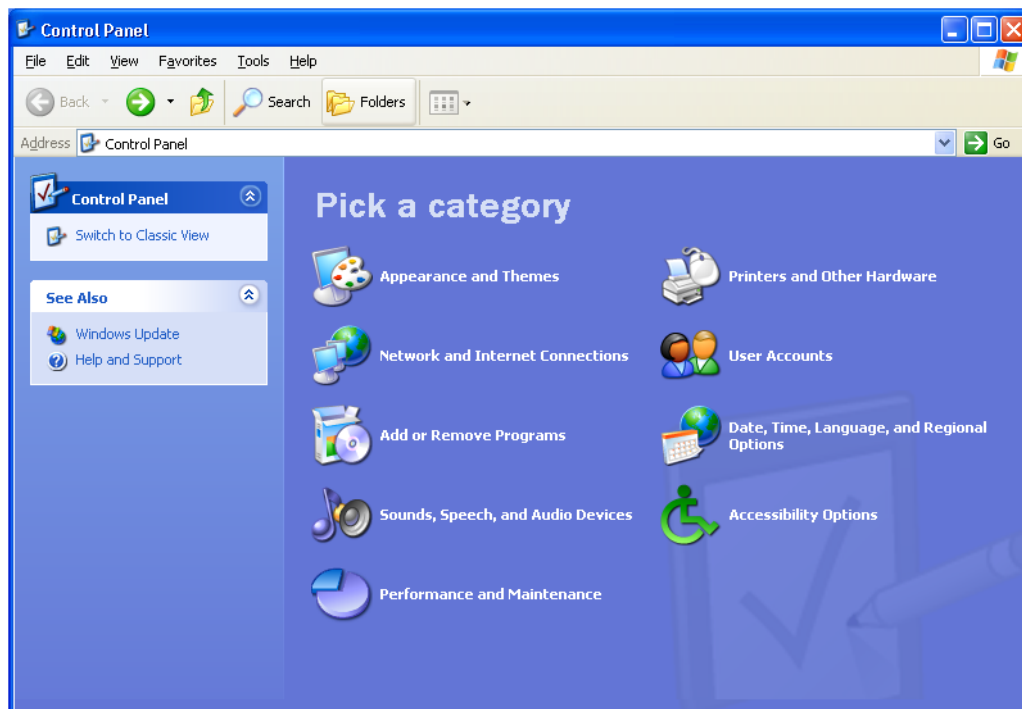 Control Panel
File Edit View Favorites Tools Help
Back Search Folders
Address Control Panel Go
Control Panel
Switch to Classic View
See Also
Windows Update
Help and Support
Pick a category
Appearance and Themes
Printers and Other Hardware
Network and Internet Connections
User Accounts
Add or Remove Programs
Date, Time, Language, and Regional
Options
Sounds, Speech, and Audio Devices
Accessibility Options
Performance and Maintenance